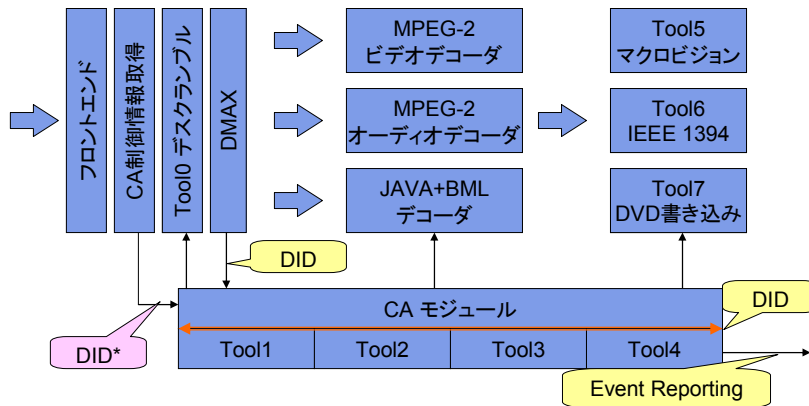 フロントエンド
CA制御情報取得
Tool0 デスクランブル
DMAX
MPEG-2
ビデオデコーダ
MPEG-2
オーディオデコーダ
JAVA+BML
デコーダ
Tool5
マクロビジョン
Tool6
IEEE 1394
Tool7
DVD書き込み
DID
DID*
CA モジュール
DID
Tool1
Tool2
Tool3
Tool4
Event Reporting